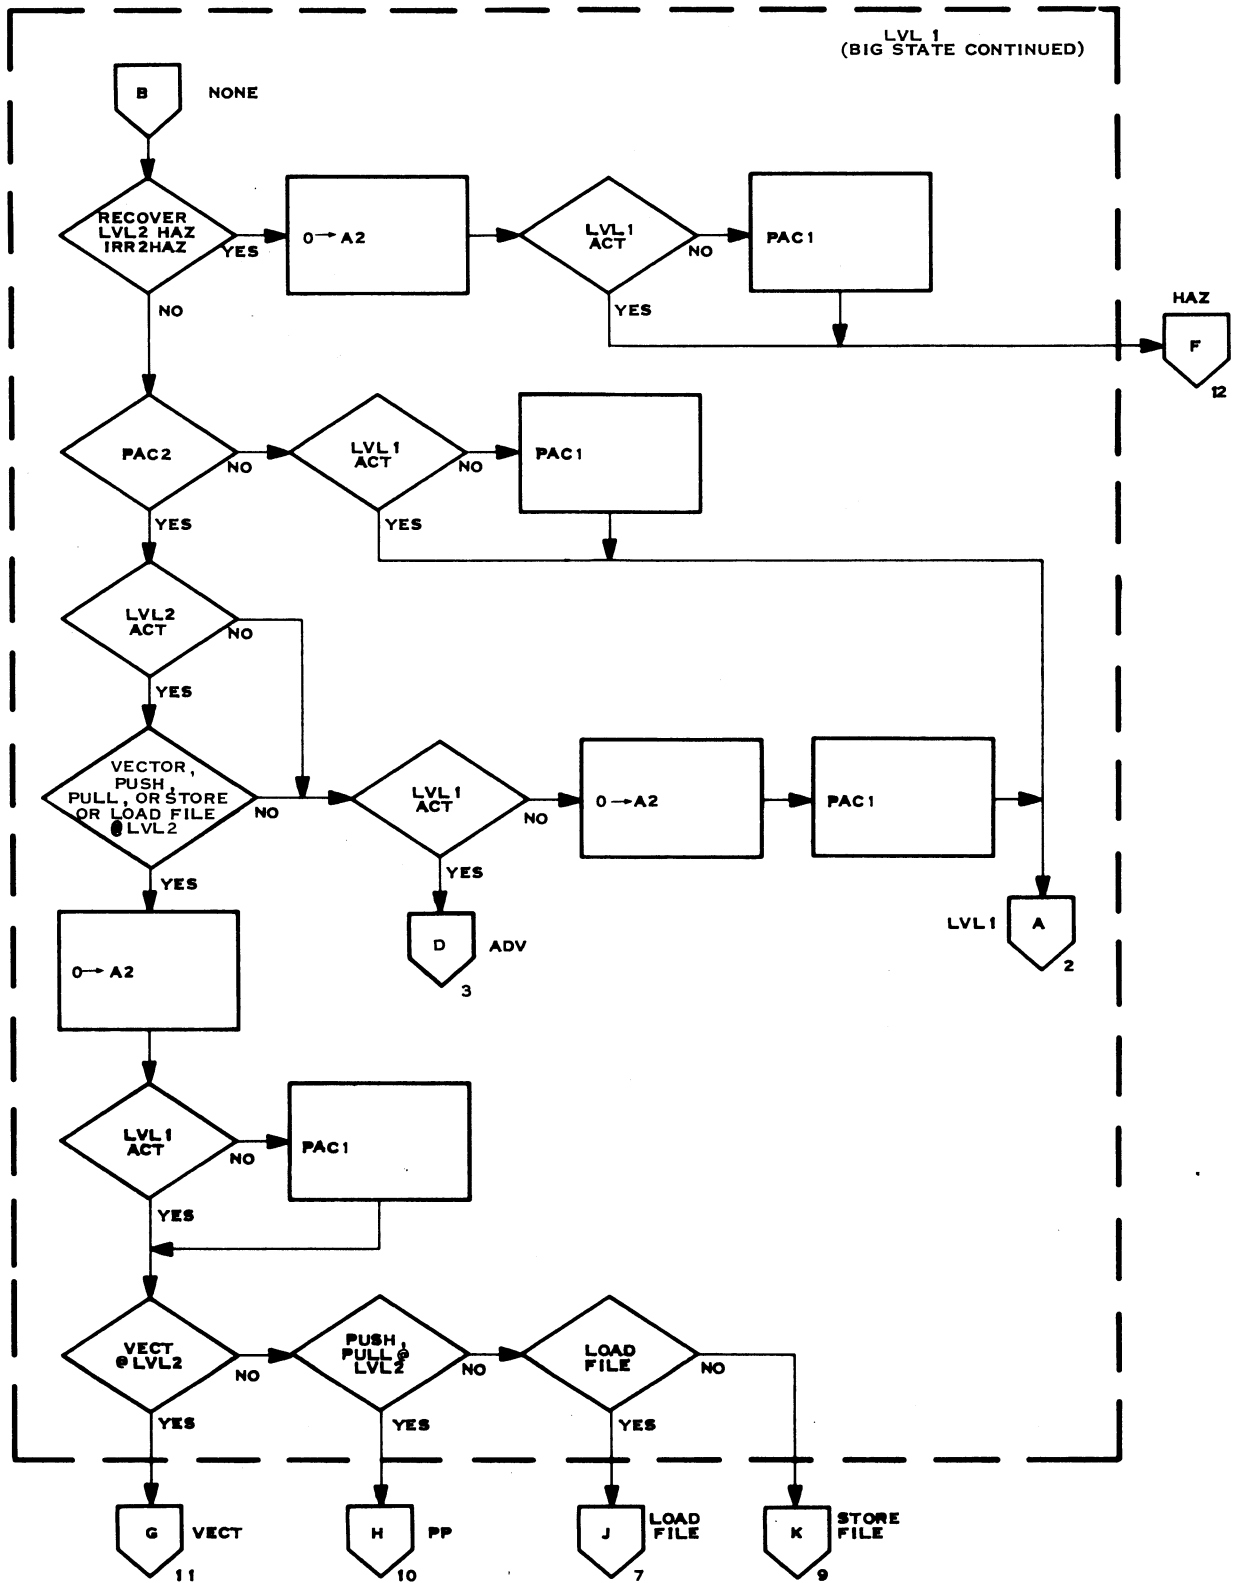 LVL 1
(BIG STATE CONTINUED)
B
NONE
RECOVER
LVL2 HAZ
IRR2HAZ
YES
NO
0→A2
LVL1
ACT
NO
YES
PAC1
HAZ
F
12
PAC2
NO
YES
LVL1
ACT
NO
YES
PAC1
LVL2
ACT
NO
YES
VECTOR,
PUSH,
PULL, OR STORE
OR LOAD FILE
@ LVL2
NO
YES
LVL1
ACT
NO
YES
0→A2
PAC1
D
ADV
3
LVL1
A
2
0→A2
LVL1
ACT
NO
YES
PAC1
VECT
@ LVL2
NO
YES
PUSH,
PULL @
LVL2
NO
YES
LOAD
FILE
NO
YES
G
VECT
11
H
PP
10
J
LOAD
FILE
7
K
STORE
FILE
9